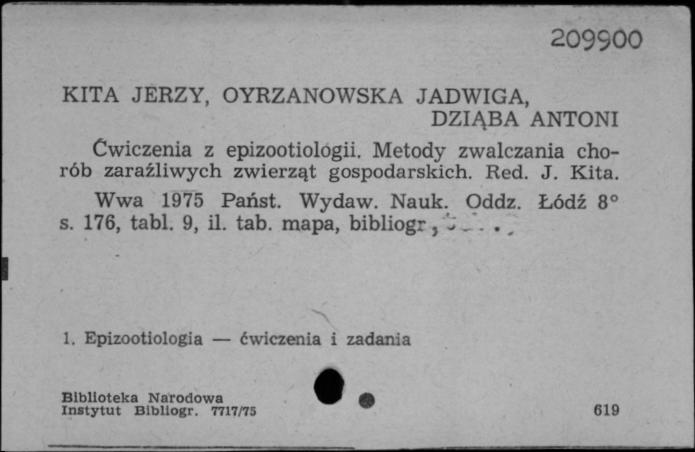 209900
KITA JERZY, OYRZANOWSKA JADWIGA,
DZIĄBA ANTONI
Ćwiczenia z epizootiologii. Metody zwalczania cho-
rób zaraźliwych zwierząt gospodarskich. Red. J. Kita.
Wwa 1975 Państ. Wydaw. Nauk. Oddz. Łódź 8°
s. 176, tabl. 9, il. tab. mapa, bibliogr,
1. Epizootiologia — ćwiczenia i zadania
Biblioteka Narodowa
Instytut Bibliogr. 7717/75
619